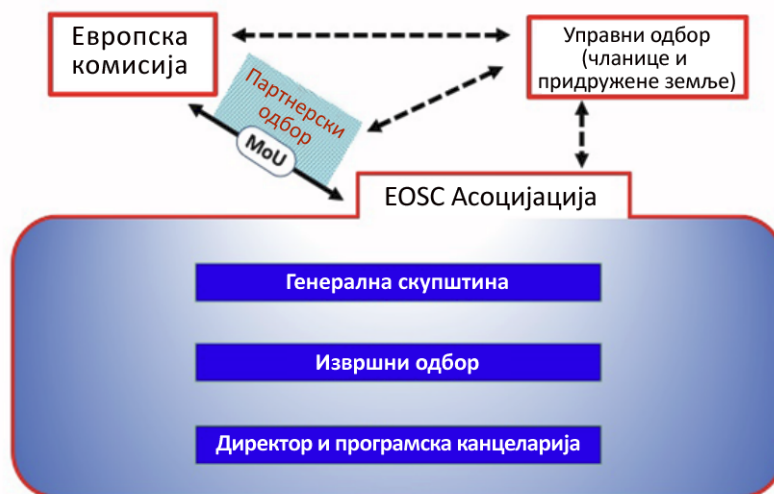 Европска
комисија
Управни одбор
(чланице и
придружене земље)
Партнерски
одбор
MoU
EOSC Асоцијација
Генерална скупштина
Извршни одбор
Директор и програмска канцеларија